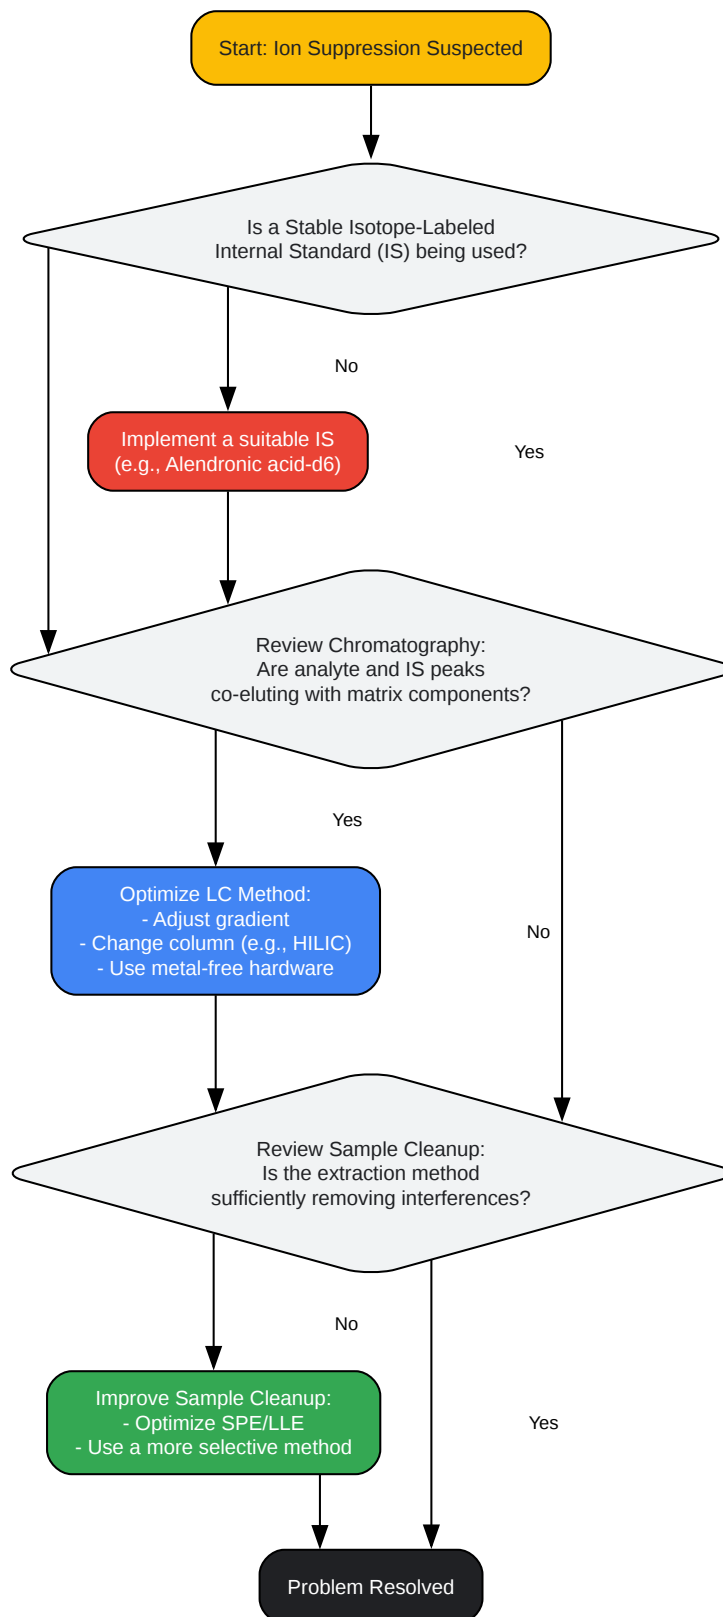 Start: Ion Suppression Suspected
Is a Stable Isotope-Labeled
Internal Standard (IS) being used?
No
Implement a suitable IS
(e.g., Alendronic acid-d6)
Yes
Review Chromatography:
Are analyte and IS peaks
co-eluting with matrix components?
Yes
Optimize LC Method:
- Adjust gradient
- Change column (e.g., HILIC)
- Use metal-free hardware
No
Review Sample Cleanup:
Is the extraction method
sufficiently removing interferences?
No
Improve Sample Cleanup:
- Optimize SPE/LLE
- Use a more selective method
Yes
Problem Resolved